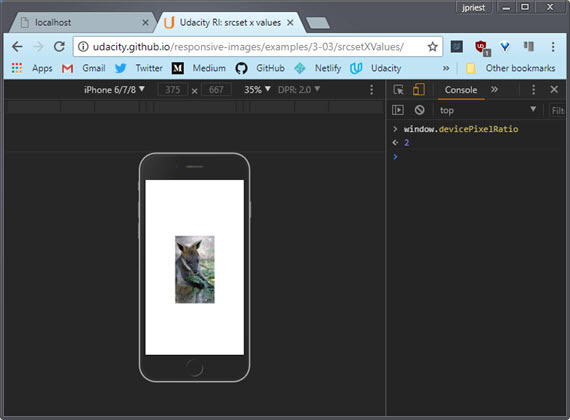 jpriest
localhost
Udacity RI: srcset x values
udacity.github.io/responsive-images/examples/3-03/srcsetXValues/
1
Apps Gmail Twitter Medium GitHub Netlify Udacity » Other bookmarks
iPhone 6/7/8 ▼ 375 × 667 35% ▼ DPR: 2.0 ▼
Console »
top ▼ Filt
> window.devicePixelRatio
2
>